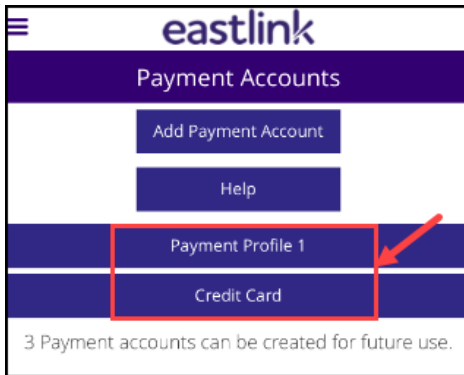 eastlink
Payment Accounts
Add Payment Account
Help
Payment Profile 1
Credit Card
3 Payment accounts can be created for future use.